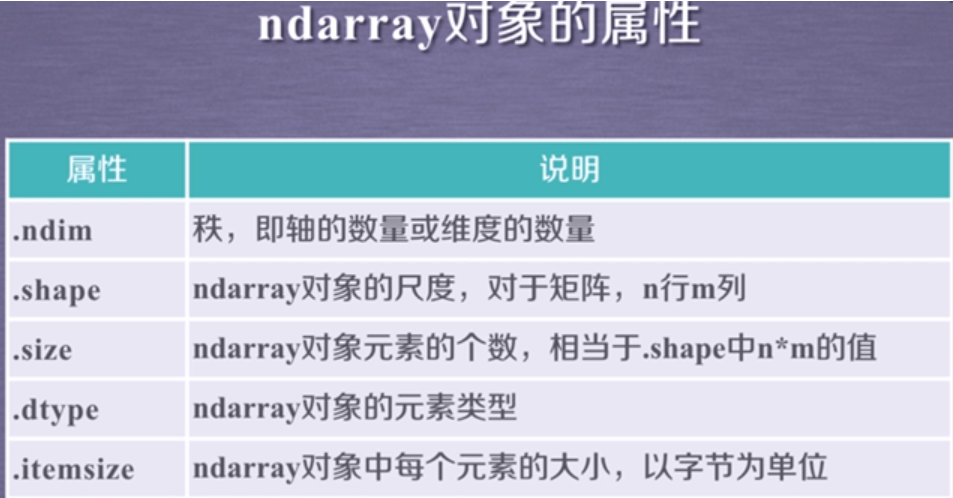 ndarray对象的属性
属性 说明
.ndim 秩，即轴的数量或维度的数量
.shape ndarray对象的尺度，对于矩阵，n行m列
.size ndarray对象元素的个数，相当于.shape中n*m的值
.dtype ndarray对象的元素类型
.itemsize ndarray对象中每个元素的大小，以字节为单位